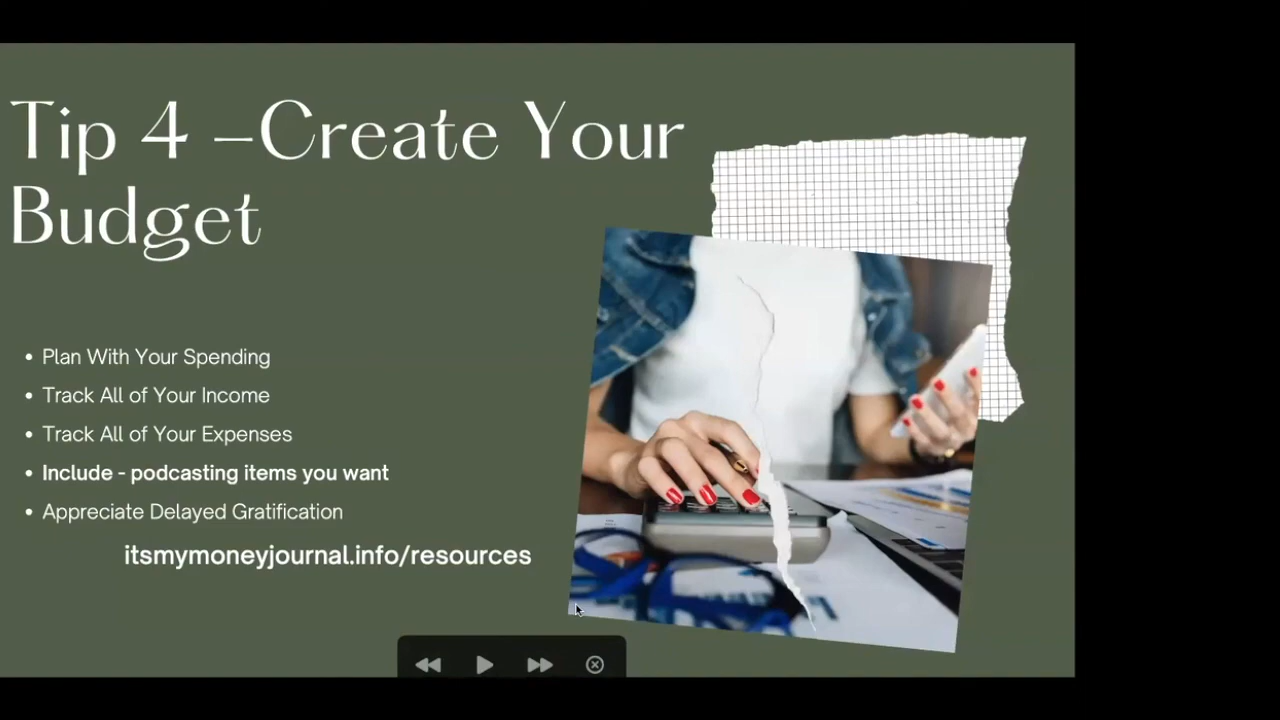 Tip 4 –Create Your
Budget
• Plan With Your Spending
• Track All of Your Income
• Track All of Your Expenses
• Include - podcasting items you want
• Appreciate Delayed Gratification
itsmymoneyjournal.info/resources